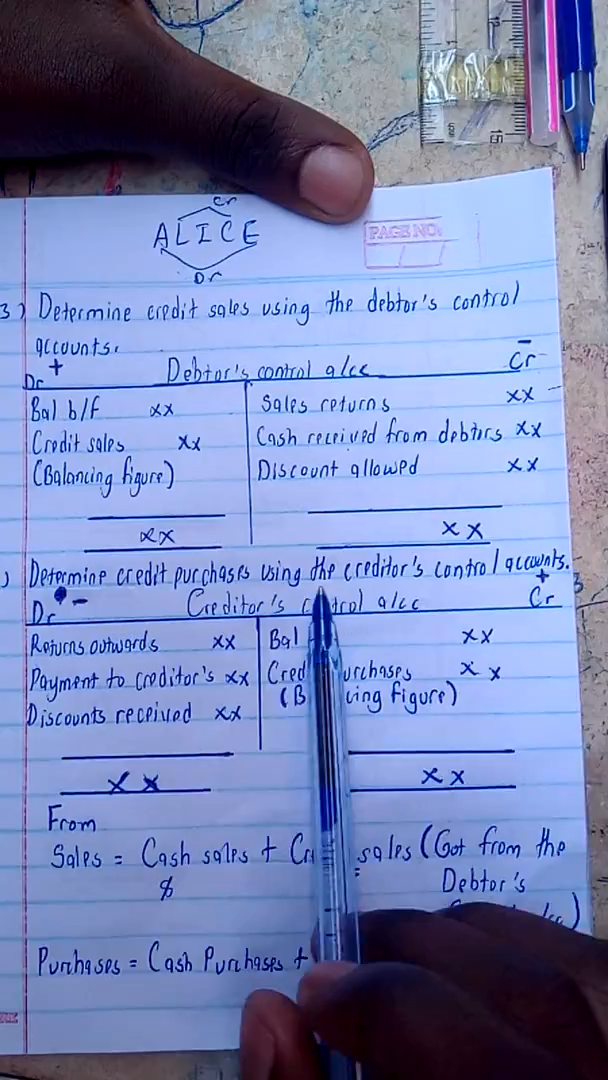 Cr
ALICE
Dr
PAGE NO:
3) Determine credit sales using the debtor's control
accounts.
+ -
Dr Debtor's control a/cc Cr
Bal b/f xx Sales returns xx
Credit sales xx Cash received from debtors xx
(Balancing figure) Discount allowed xx
xx xx
) Determine credit purchases using the creditor's control accounts.
- +
Dr Creditor's a/cc Cr
Returns outwards xx Bal xx
Payment to creditor's xx xx
Discounts received xx figure)
xx xx
From
Sales = Cash sales + sales (Got from the
$ Debtor's
Purchases = Cash Purchases +
15